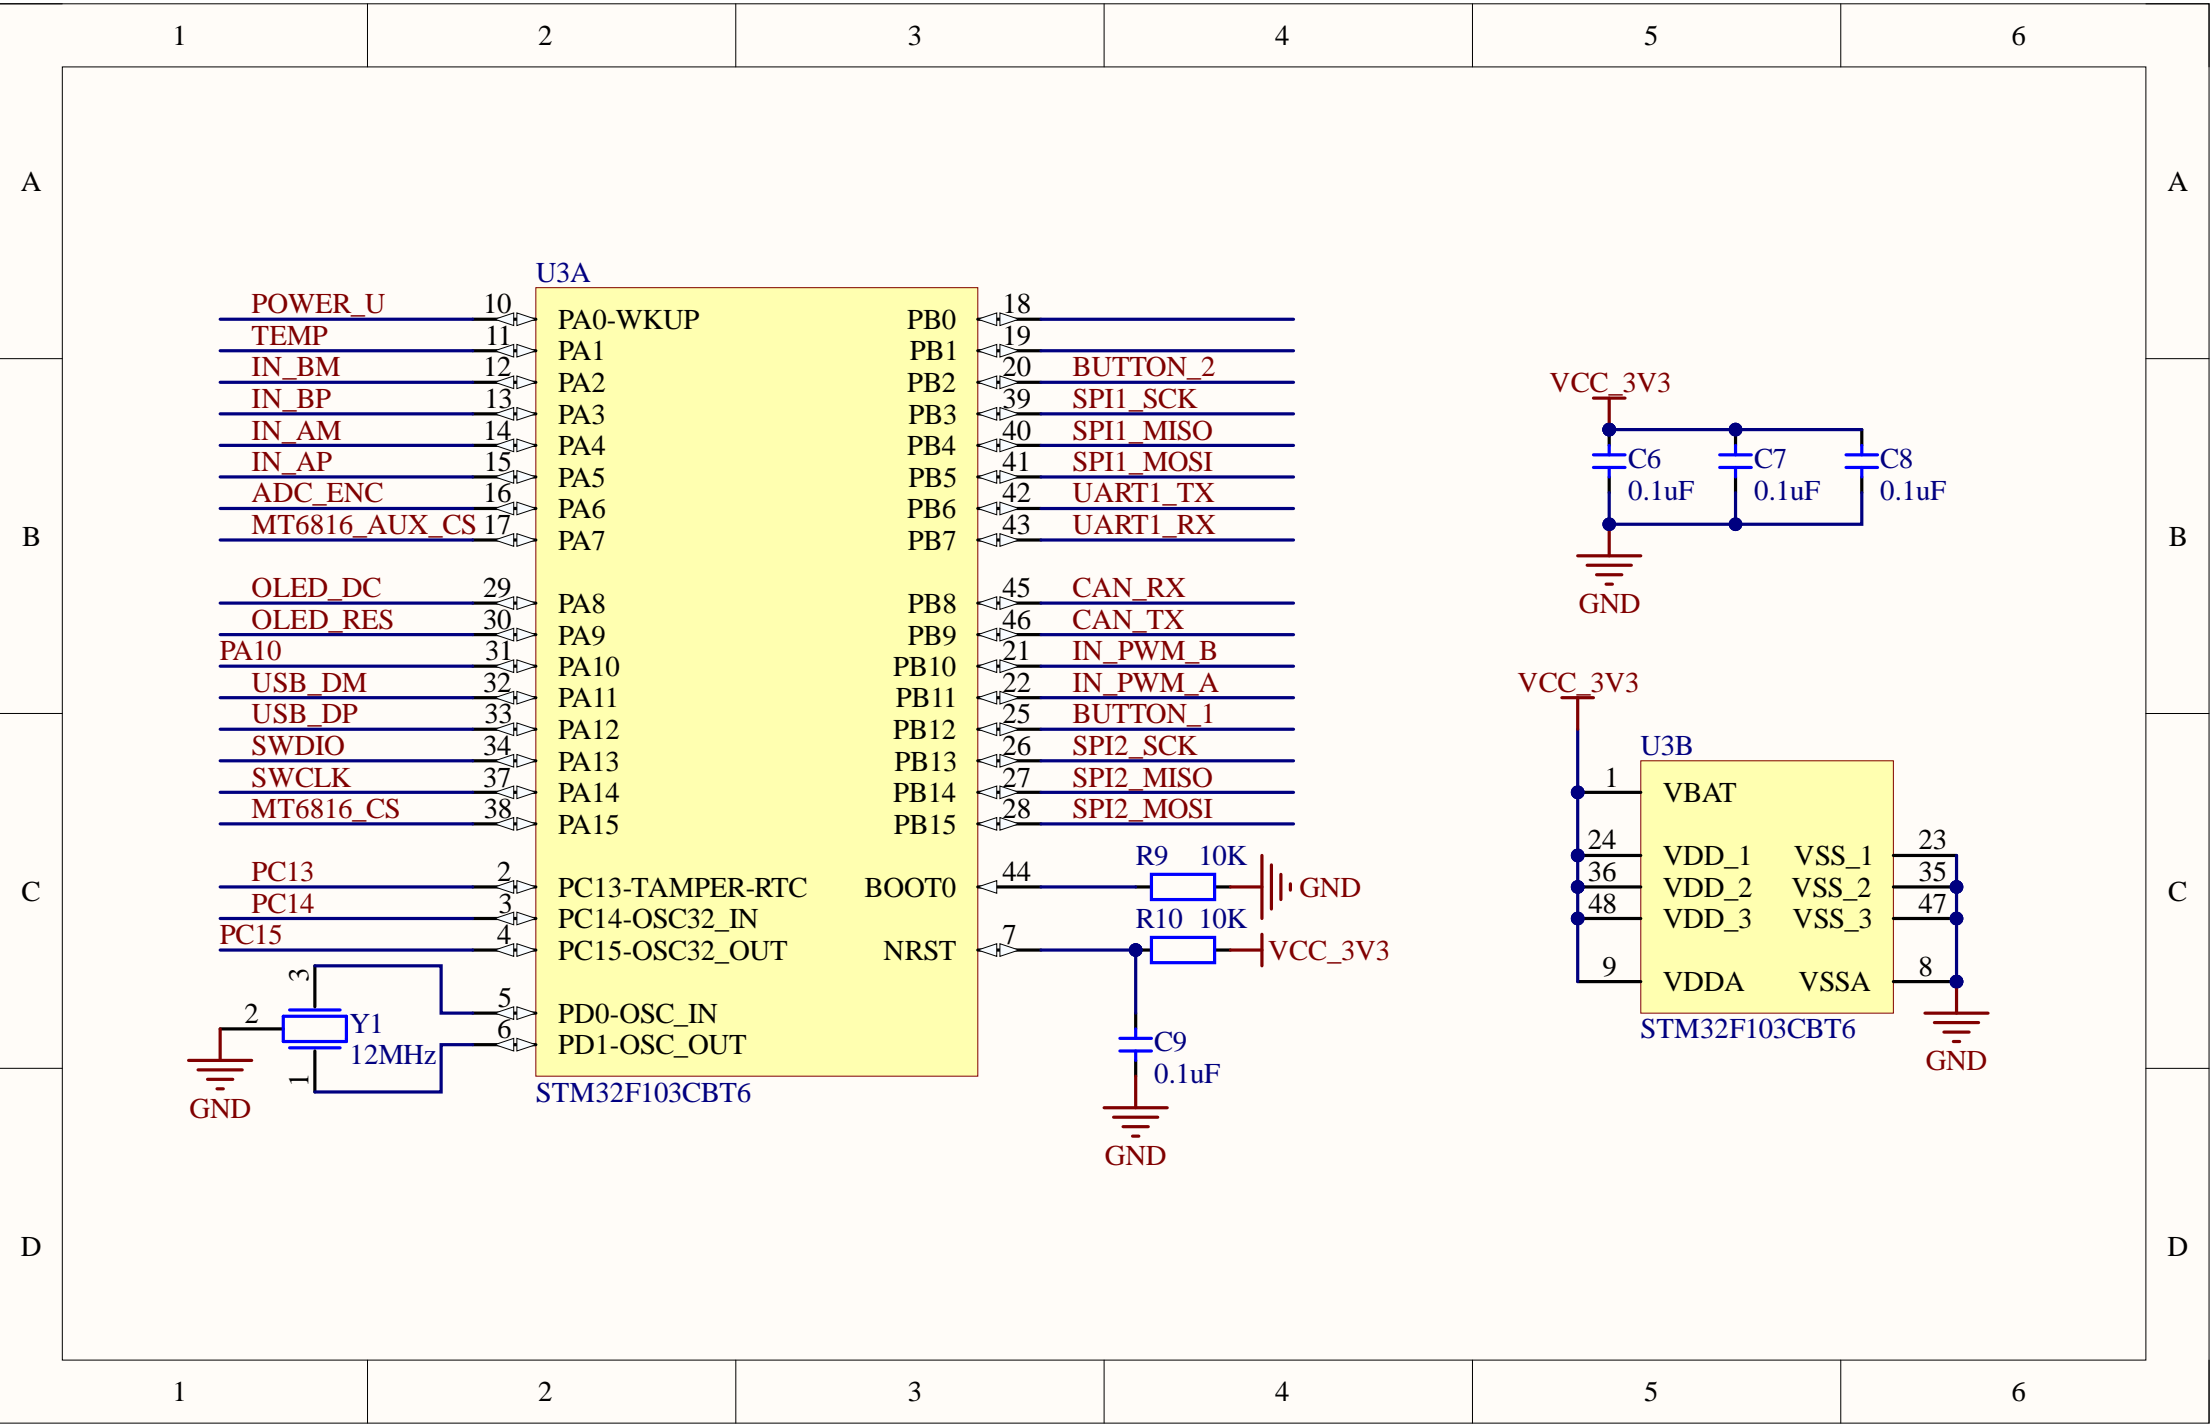 1 2 3 4 5 6
A A
U3A
POWER_U 10 PA0-WKUP PB0 18
TEMP 11 PA1 PB1 19
IN_BM 12 PA2 PB2 20 BUTTON_2
IN_BP 13 PA3 PB3 39 SPI1_SCK
IN_AM 14 PA4 PB4 40 SPI1_MISO
IN_AP 15 PA5 PB5 41 SPI1_MOSI
ADC_ENC 16 PA6 PB6 42 UART1_TX
MT6816_AUX_CS 17 PA7 PB7 43 UART1_RX
VCC_3V3
C6 C7 C8
0.1uF 0.1uF 0.1uF
GND
B B
OLED_DC 29 PA8 PB8 45 CAN_RX
OLED_RES 30 PA9 PB9 46 CAN_TX
PA10 31 PA10 PB10 21 IN_PWM_B
USB_DM 32 PA11 PB11 22 IN_PWM_A
USB_DP 33 PA12 PB12 25 BUTTON_1
SWDIO 34 PA13 PB13 26 SPI2_SCK
SWCLK 37 PA14 PB14 27 SPI2_MISO
MT6816_CS 38 PA15 PB15 28 SPI2_MOSI
PC13 2 PC13-TAMPER-RTC BOOT0 44 R9 10K GND
PC14 3 PC14-OSC32_IN
PC15 4 PC15-OSC32_OUT NRST 7 R10 10K VCC_3V3
3
2 Y1 5 PD0-OSC_IN
12MHz 6 PD1-OSC_OUT
1
GND
STM32F103CBT6
C9
0.1uF
GND
VCC_3V3
U3B
1 VBAT
24 VDD_1 VSS_1 23
36 VDD_2 VSS_2 35
48 VDD_3 VSS_3 47
9 VDDA VSSA 8
STM32F103CBT6
GND
C C
D D
1 2 3 4 5 6